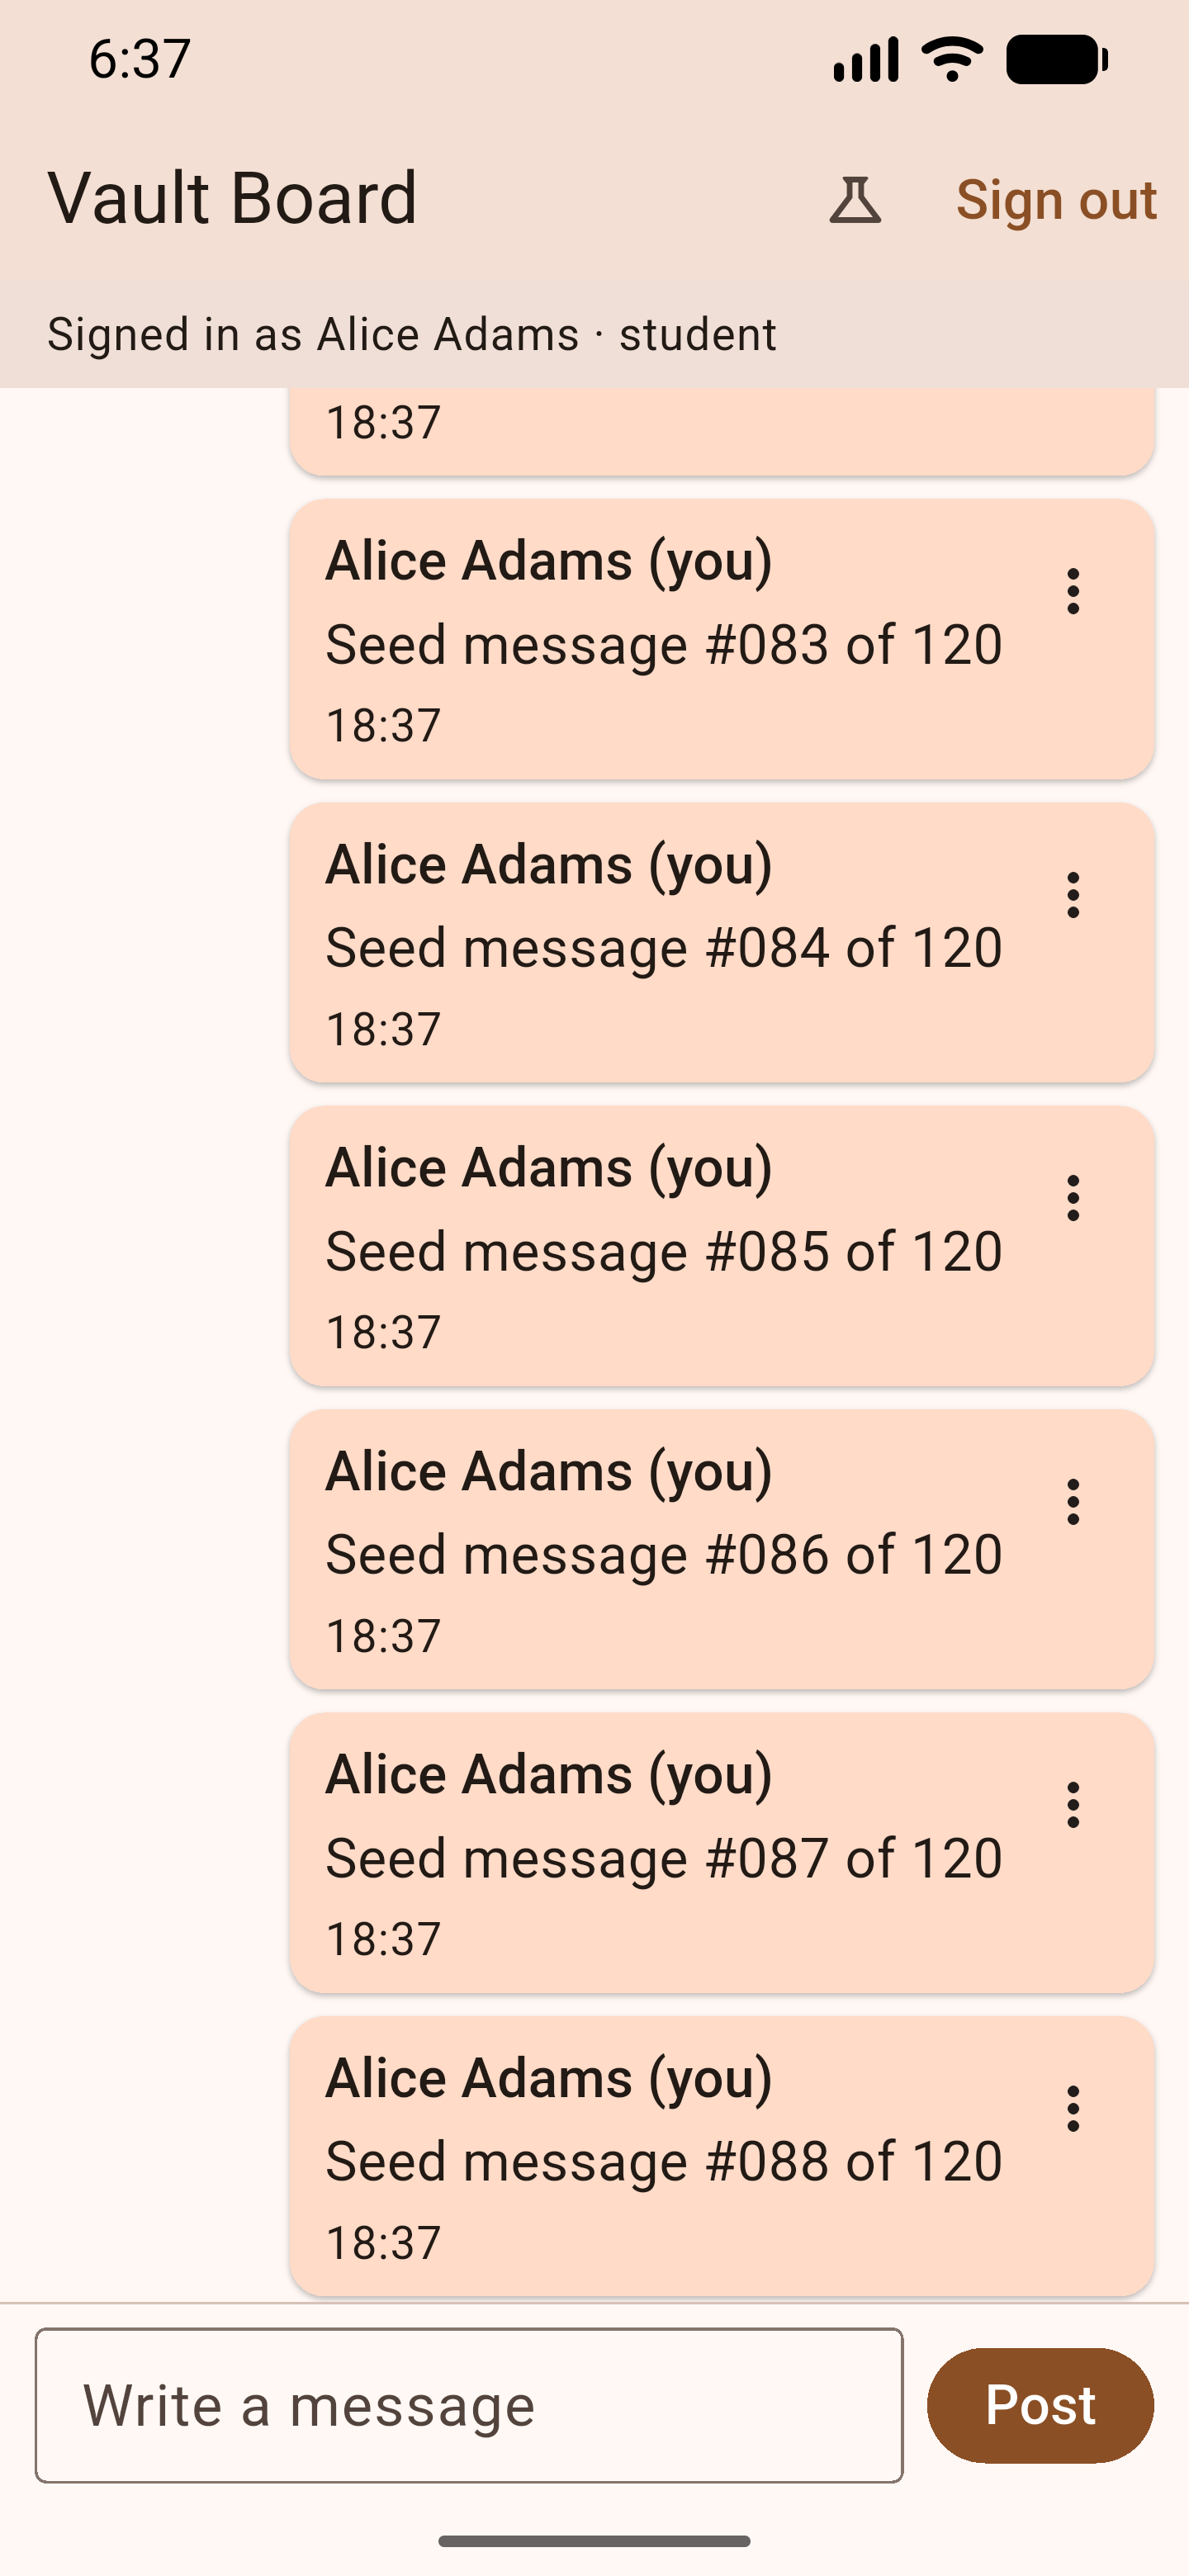 6:37
Vault Board
Sign out
Signed in as Alice Adams · student
18:37
Alice Adams (you)
Seed message #083 of 120
18:37
Alice Adams (you)
Seed message #084 of 120
18:37
Alice Adams (you)
Seed message #085 of 120
18:37
Alice Adams (you)
Seed message #086 of 120
18:37
Alice Adams (you)
Seed message #087 of 120
18:37
Alice Adams (you)
Seed message #088 of 120
18:37
Write a message
Post